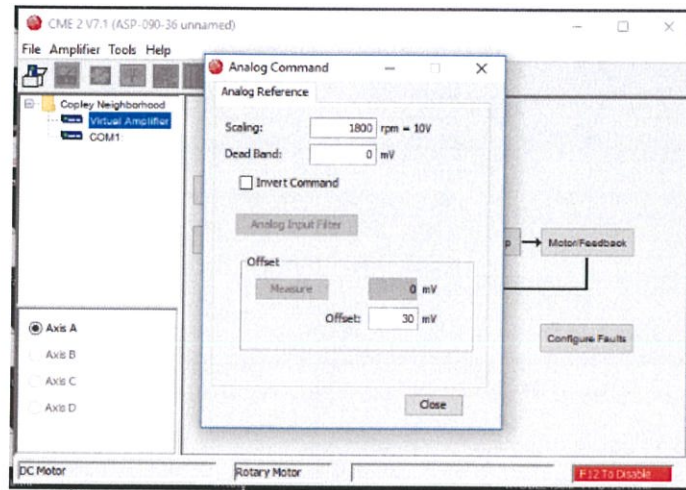 CME 2 V7.1 (ASP-090-36 unnamed)
File Amplifier Tools Help
Copley Neighborhood
Virtual Amplifier
COM1:
Axis A
Axis B
Axis C
Axis D
Analog Command
Analog Reference
Scaling: 1800 rpm = 10V
Dead Band: 0 mV
Invert Command
Analog Input Filter
Offset
Measure 0 mV
Offset: 30 mV
Close
p
Motor/Feedback
Configure Faults
DC Motor
Rotary Motor
F12 To Disable